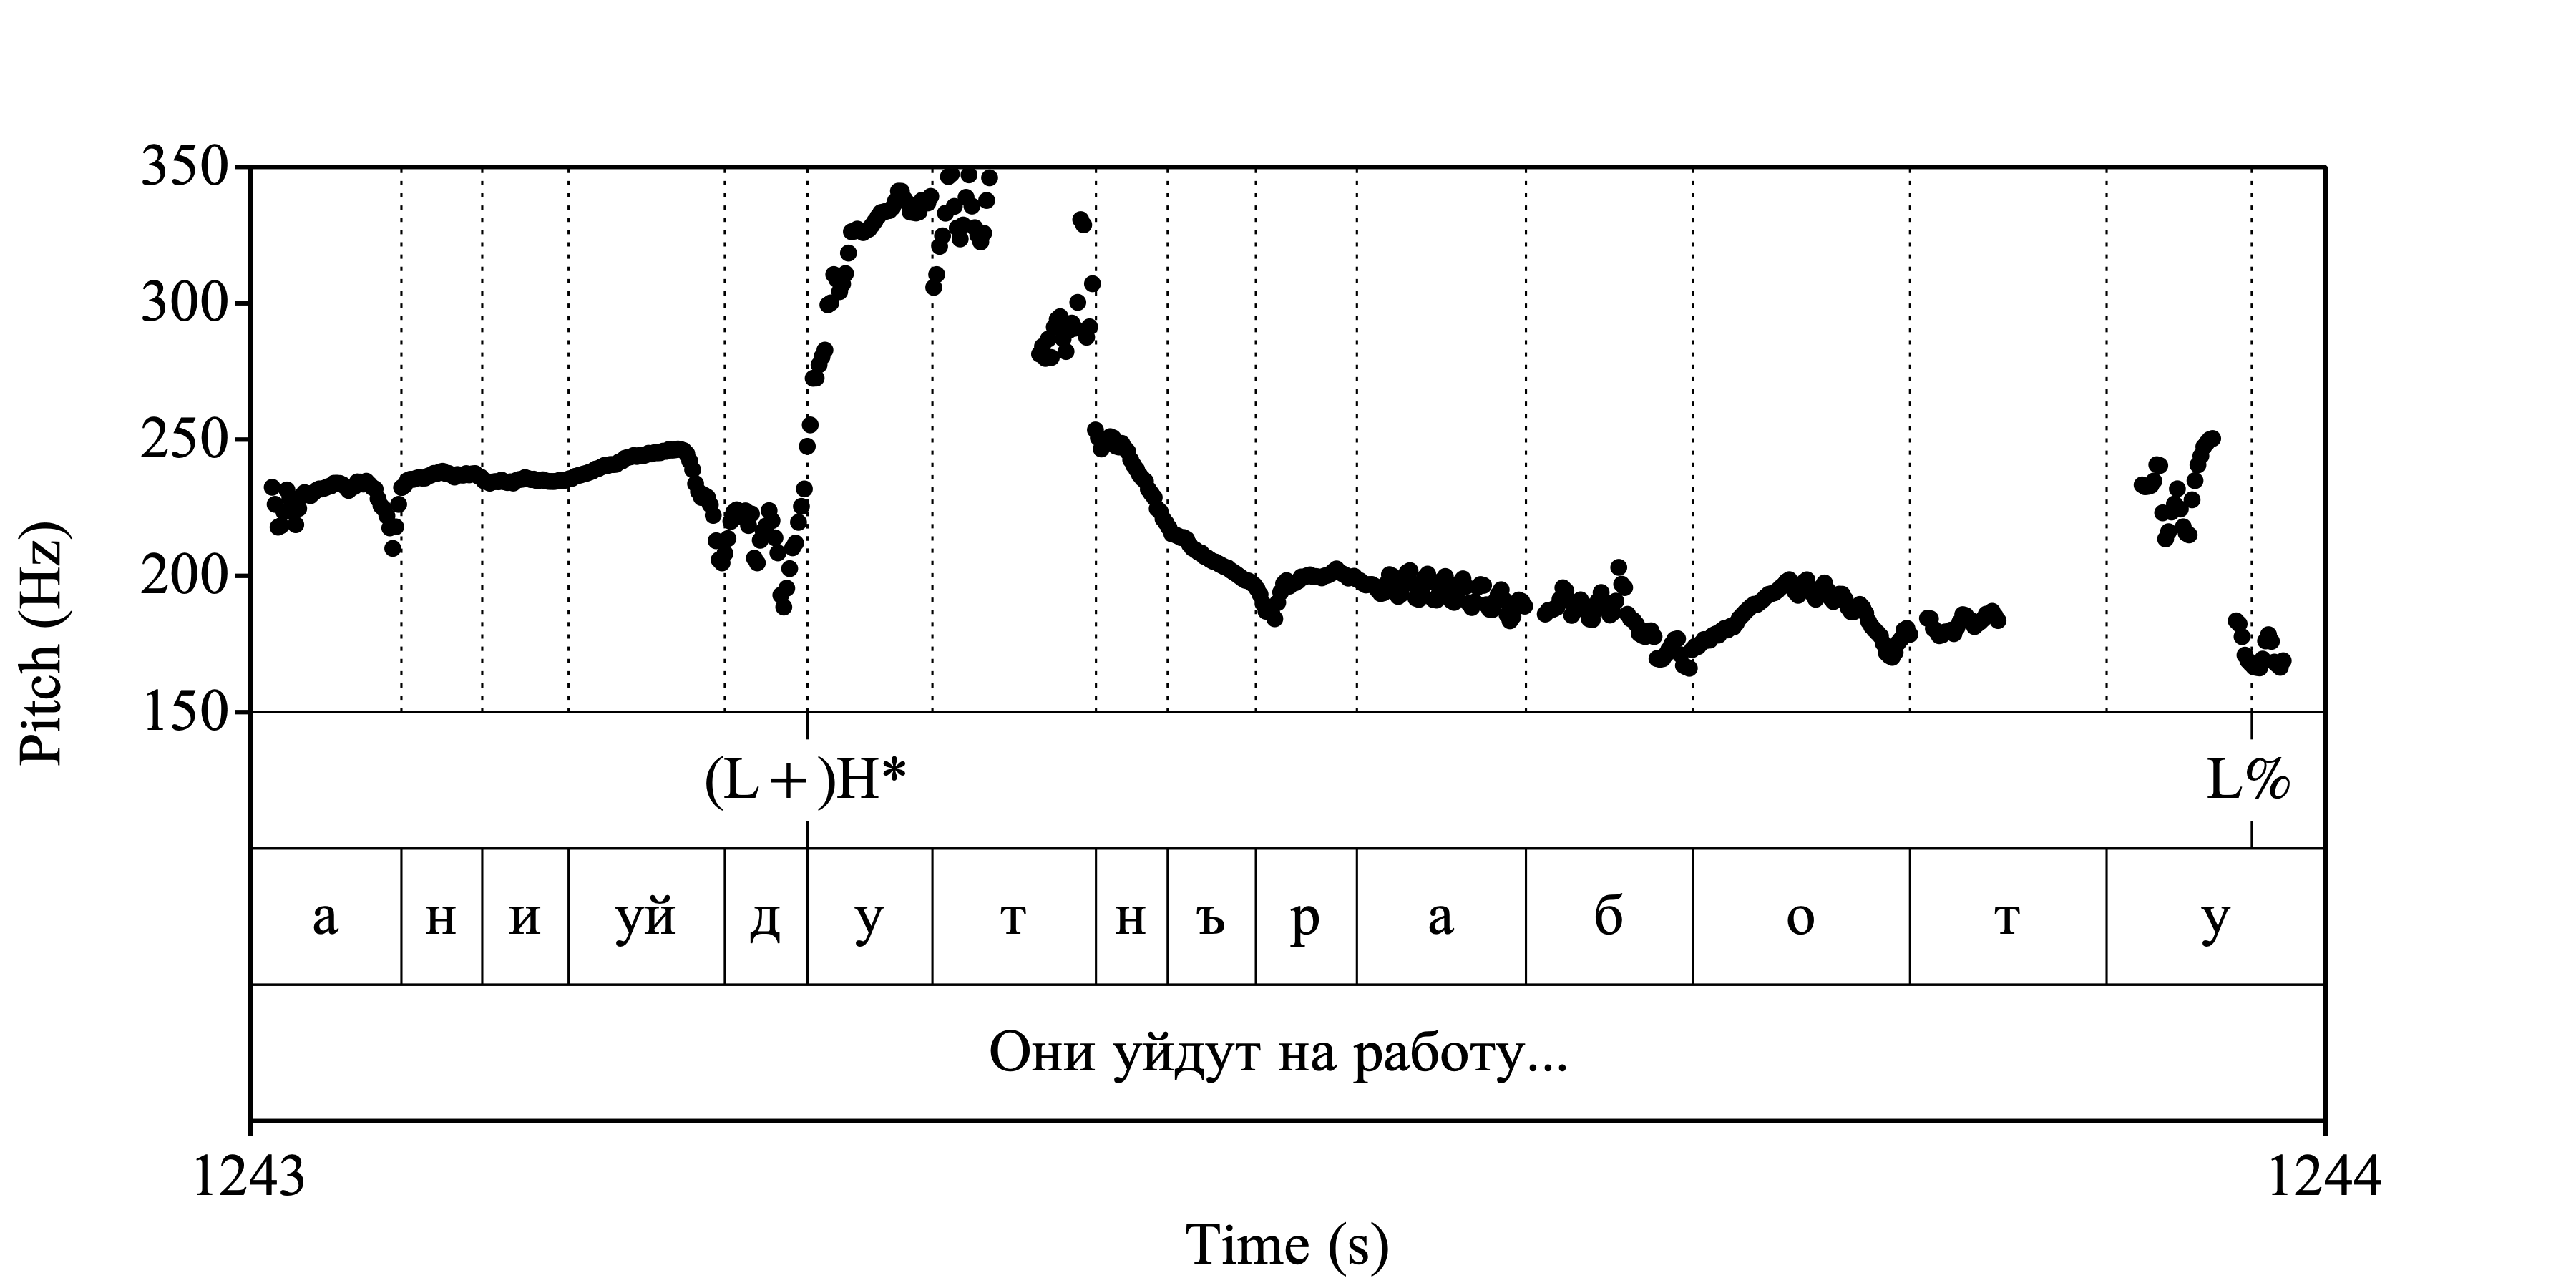 350
300
250
200
150
Pitch (Hz)
(L+)H* L%
а н и уй д у т н ъ р а б о т у
Они уйдут на работу...
1243 1244
Time (s)